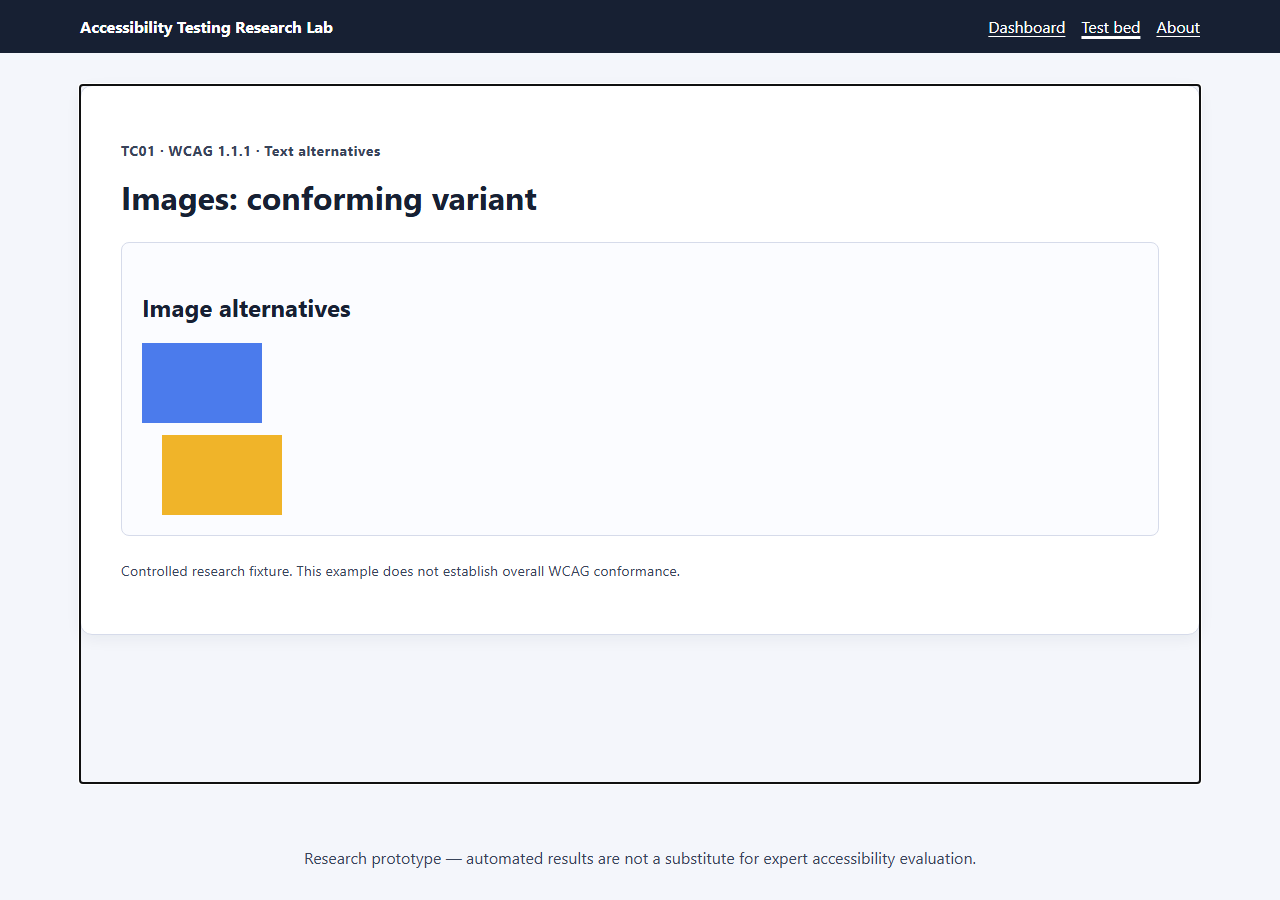 Accessibility Testing Research Lab
Dashboard Test bed About
TC01 · WCAG 1.1.1 · Text alternatives
Images: conforming variant
Image alternatives
Controlled research fixture. This example does not establish overall WCAG conformance.
Research prototype — automated results are not a substitute for expert accessibility evaluation.